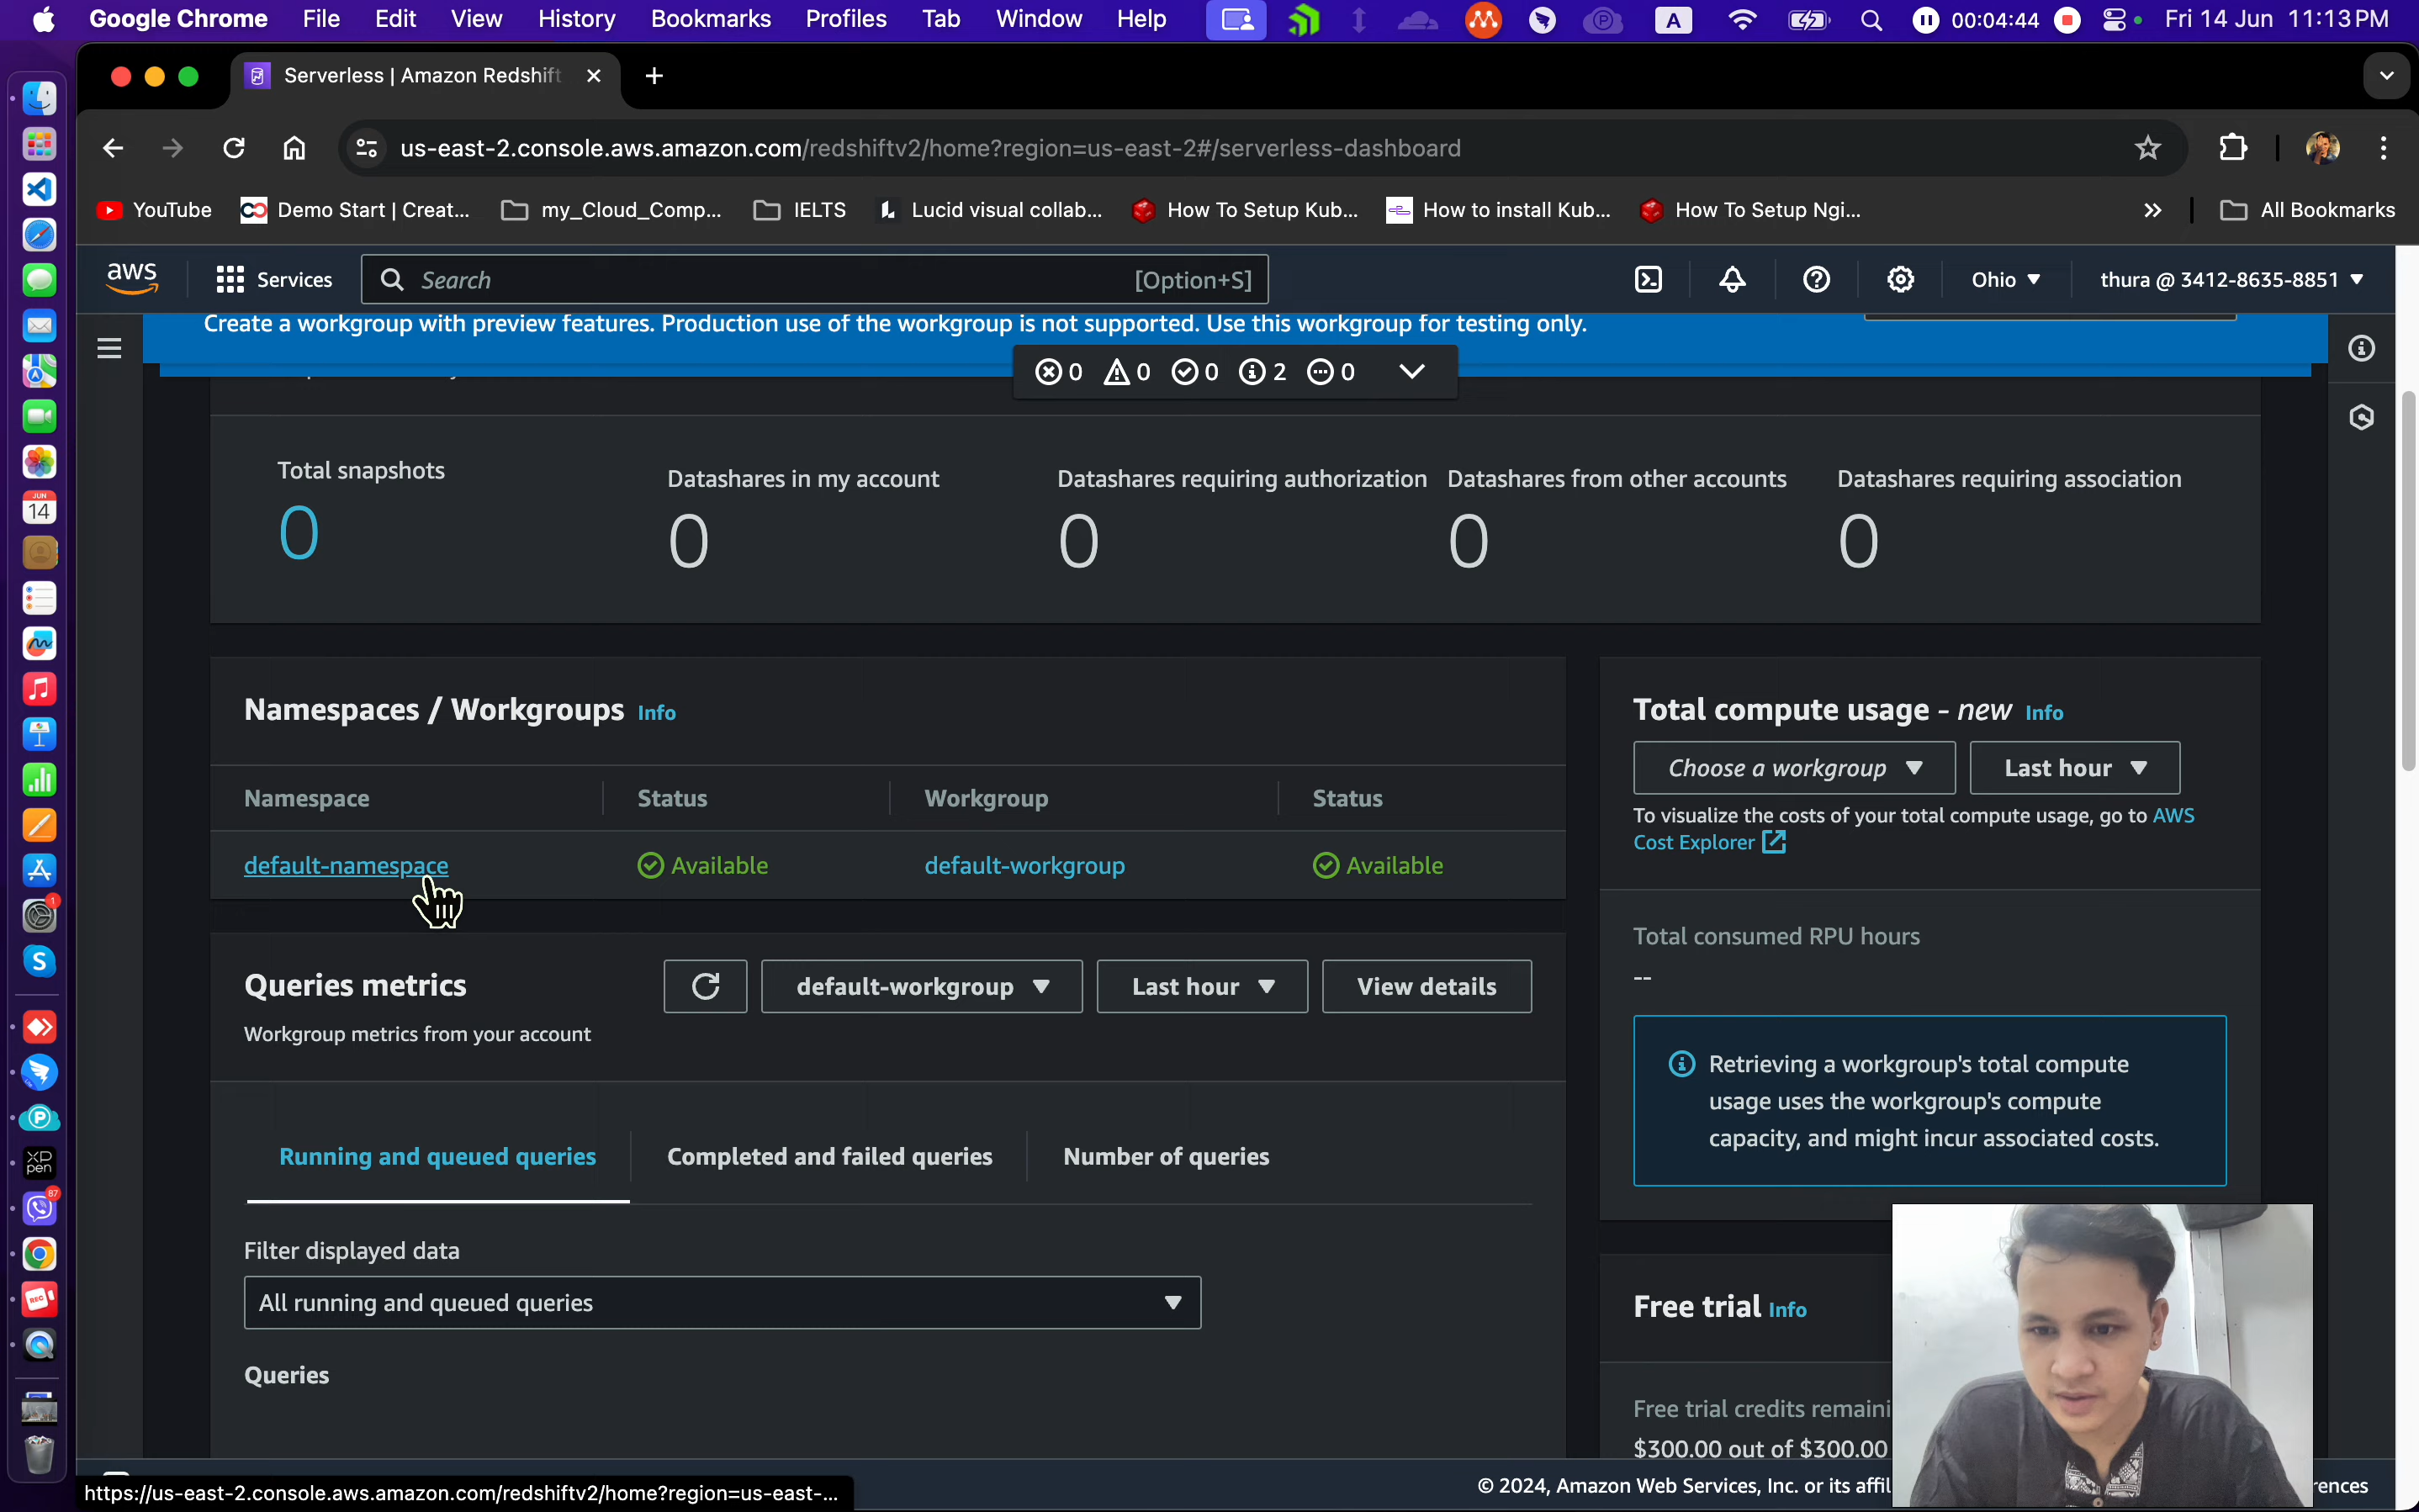 Google Chrome File Edit View History Bookmarks Profiles Tab Window Help A 00:04:44 Fri 14 Jun 11:13 PM
Serverless | Amazon Redshift
us-east-2.console.aws.amazon.com/redshiftv2/home?region=us-east-2#/serverless-dashboard
YouTube Demo Start | Creat... my_Cloud_Comp... IELTS Lucid visual collab... How To Setup Kub... How to install Kub... How To Setup Ngi... All Bookmarks
aws Services Search [Option+S] Ohio thura @ 3412-8635-8851
Create a workgroup with preview features. Production use of the workgroup is not supported. Use this workgroup for testing only.
0 0 0 2 0
Total snapshots
0
Datashares in my account
0
Datashares requiring authorization
0
Datashares from other accounts
0
Datashares requiring association
0
Namespaces / Workgroups Info
Namespace Status Workgroup Status
default-namespace Available default-workgroup Available
Queries metrics
Workgroup metrics from your account
default-workgroup Last hour View details
Running and queued queries Completed and failed queries Number of queries
Filter displayed data
All running and queued queries
Queries
Total compute usage - new Info
Choose a workgroup Last hour
To visualize the costs of your total compute usage, go to AWS
Cost Explorer
Total consumed RPU hours
--
Retrieving a workgroup's total compute
usage uses the workgroup's compute
capacity, and might incur associated costs.
Free trial Info
Free trial credits remaini
$300.00 out of $300.00
JUN
14
1
XP
pen
87
REC
https://us-east-2.console.aws.amazon.com/redshiftv2/home?region=us-east-...
© 2024, Amazon Web Services, Inc. or its affil
rences